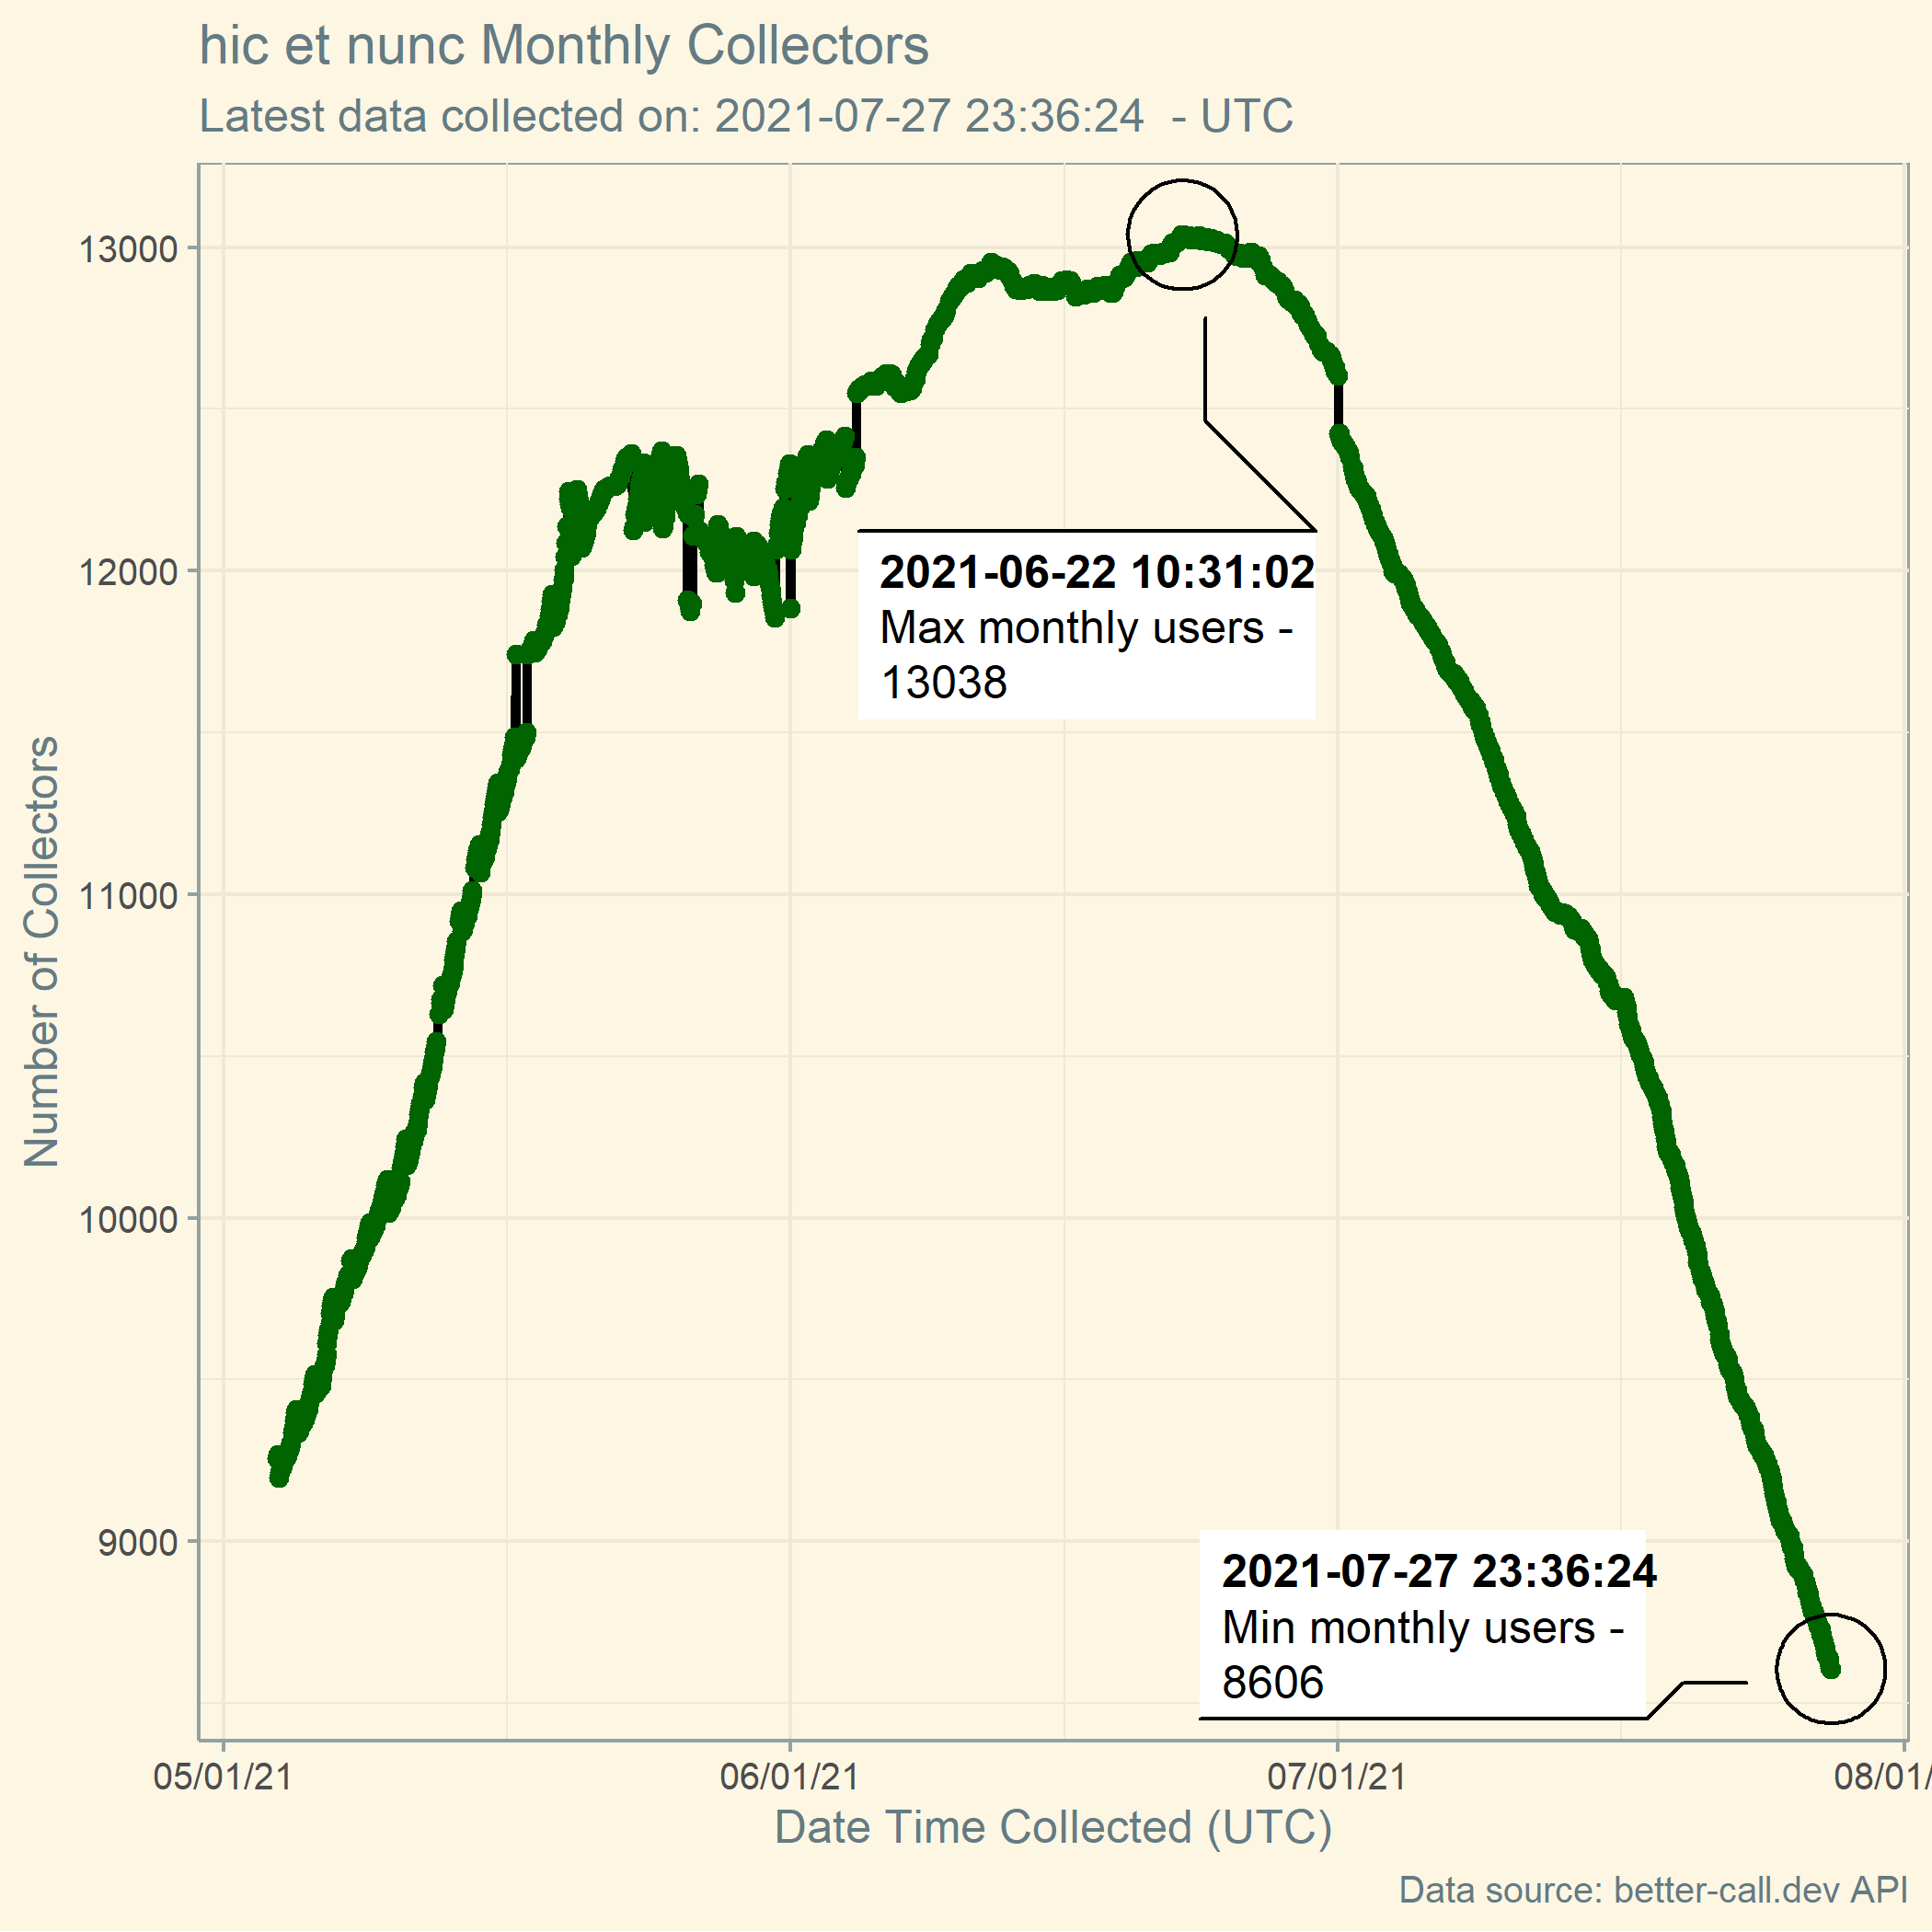 hic et nunc Monthly Collectors
Latest data collected on: 2021-07-27 23:36:24  - UTC
Number of Collectors
13000
12000
11000
10000
9000
2021-06-22 10:31:02
Max monthly users -
13038
2021-07-27 23:36:24
Min monthly users -
8606
05/01/21
06/01/21
07/01/21
08/01/
Date Time Collected (UTC)
Data source: better-call.dev API